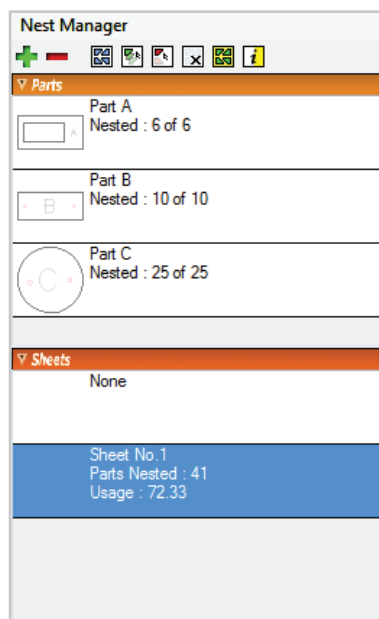 Nest Manager
Parts
Part A
Nested : 6 of 6
A
Part B
Nested : 10 of 10
B
Part C
Nested : 25 of 25
C
Sheets
None
Sheet No.1
Parts Nested : 41
Usage : 72.33